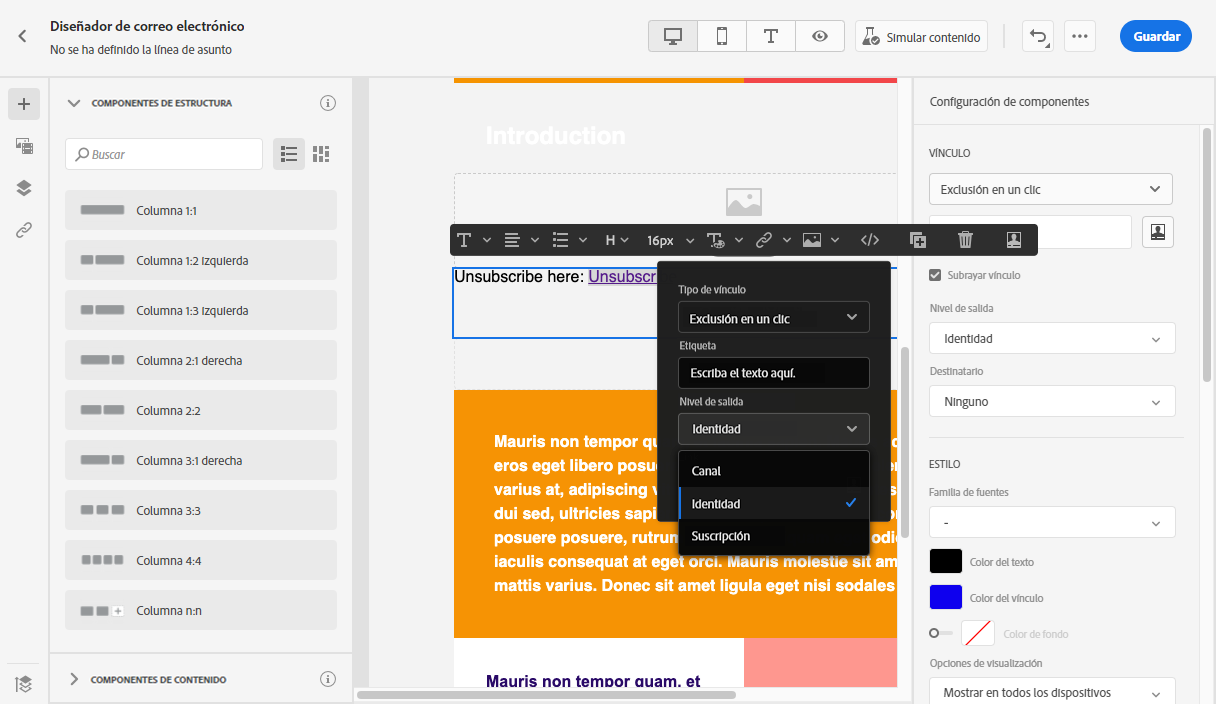 Diseñador de correo electrónico
No se ha definido la línea de asunto
Simular contenido
Guardar
COMPONENTES DE ESTRUCTURA
Buscar
Columna 1:1
Columna 1:2 izquierda
Columna 1:3 izquierda
Columna 2:1 derecha
Columna 2:2
Columna 3:1 derecha
Columna 3:3
Columna 4:4
Columna n:n
COMPONENTES DE CONTENIDO
Introduction
H
16px
Unsubscribe here: Unsubscr
Tipo de vínculo
Exclusión en un clic
Etiqueta
Escriba el texto aquí.
Nivel de salida
Identidad
Canal
Identidad
Suscripción
Mauris non tempor qu
eros eget libero posue
varius at, adipiscing v
dui sed, ultricies sapi
posuere posuere, rutrum odio
iaculis consequat at eget orci. Mauris molestie sit am
mattis varius. Donec sit amet ligula eget nisi sodales
Mauris non tempor quam, et
Configuración de componentes
VÍNCULO
Exclusión en un clic
Subrayar vínculo
Nivel de salida
Identidad
Destinatario
Ninguno
ESTILO
Familia de fuentes
-
Color del texto
Color del vínculo
Color de fondo
Opciones de visualización
Mostrar en todos los dispositivos